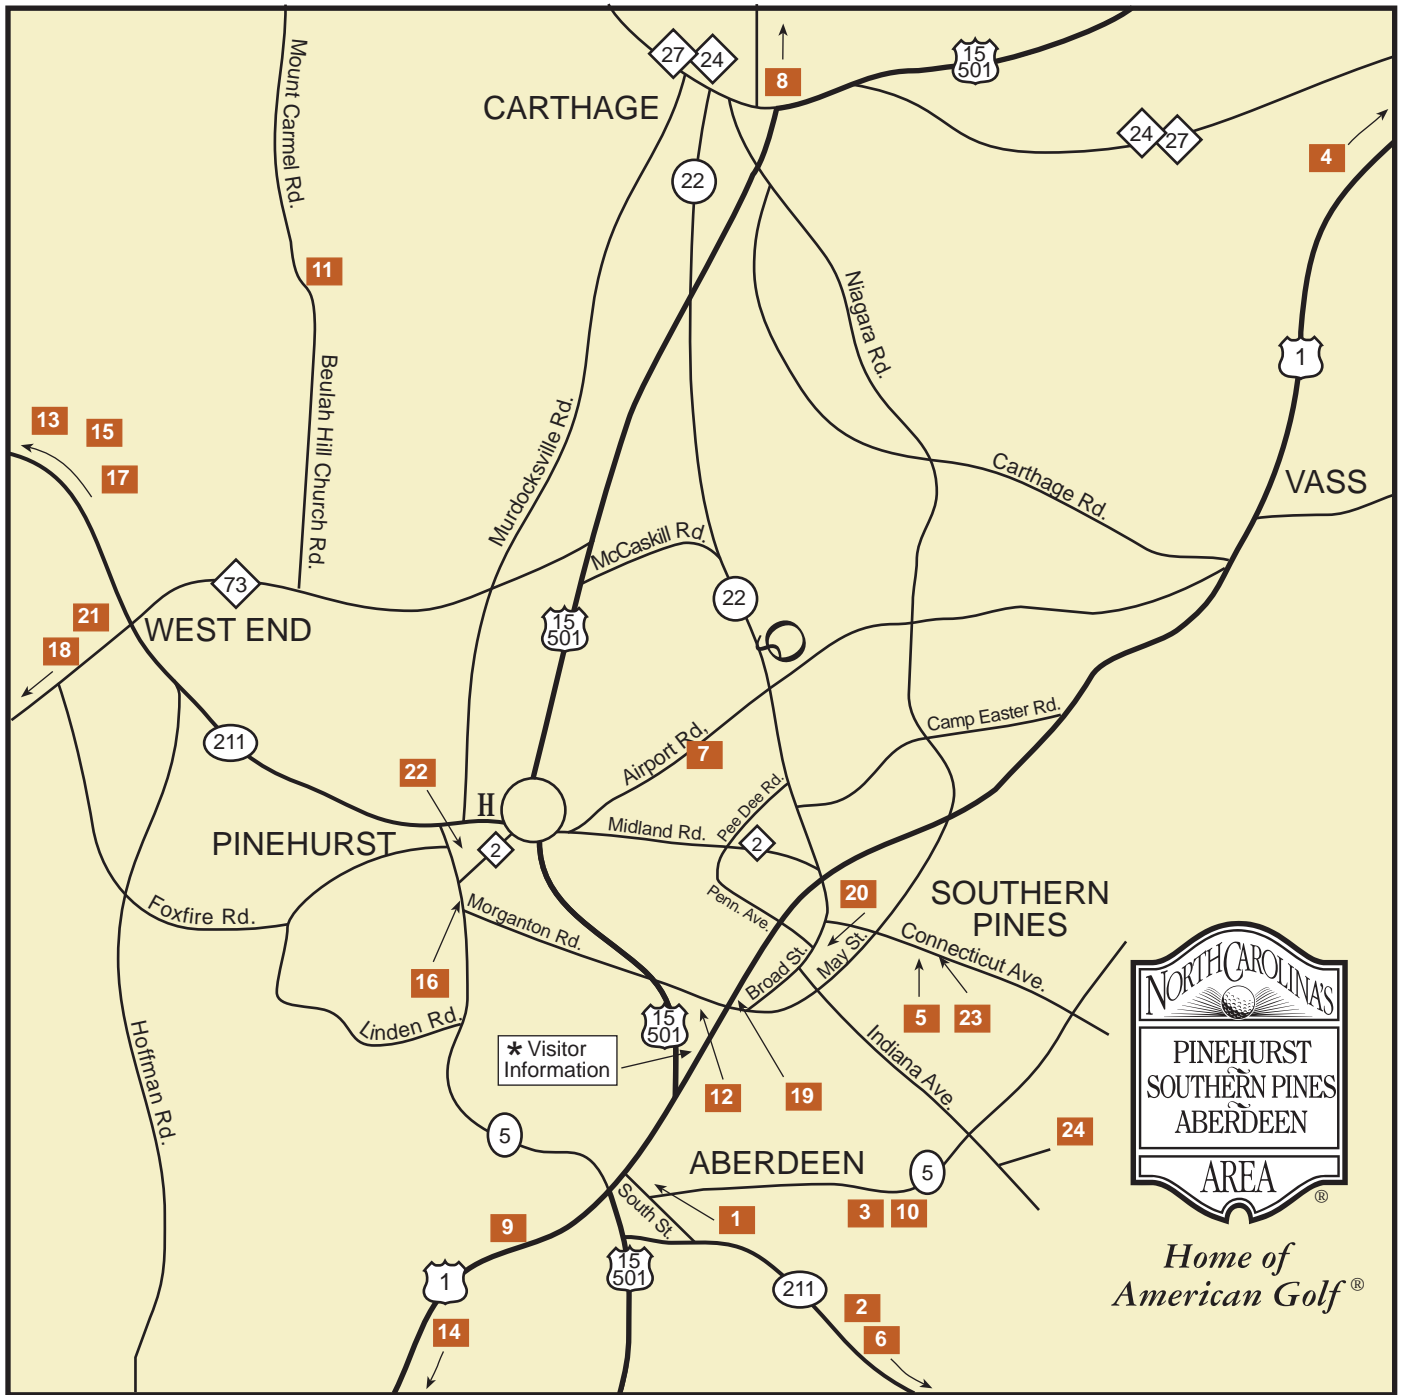 27
24
15
501
8
CARTHAGE
24
27
4
Mount Carmel Rd.
22
11
Niagara Rd.
1
Beulah Hill Church Rd.
13
15
17
Murdocksville Rd.
Carthage Rd.
VASS
McCaskill Rd.
73
22
21
WEST END
15
501
18
Camp Easter Rd.
211
Airport Rd,
7
22
Pee Dee Rd.
H
Midland Rd.
2
2
PINEHURST
20
SOUTHERN
PINES
Penn. Ave.
Foxfire Rd.
Morganton Rd.
Connecticut Ave.
Broad St.
May St.
16
5
23
15
501
Linden Rd.
Hoffman Rd.
* Visitor
Information
Indiana Ave.
12
19
24
5
ABERDEEN
5
South St.
1
3
10
9
15
501
1
211
2
14
6
NORTH CAROLINA'S
PINEHURST
~
SOUTHERN PINES
~
ABERDEEN
AREA
®
Home of
American Golf ®